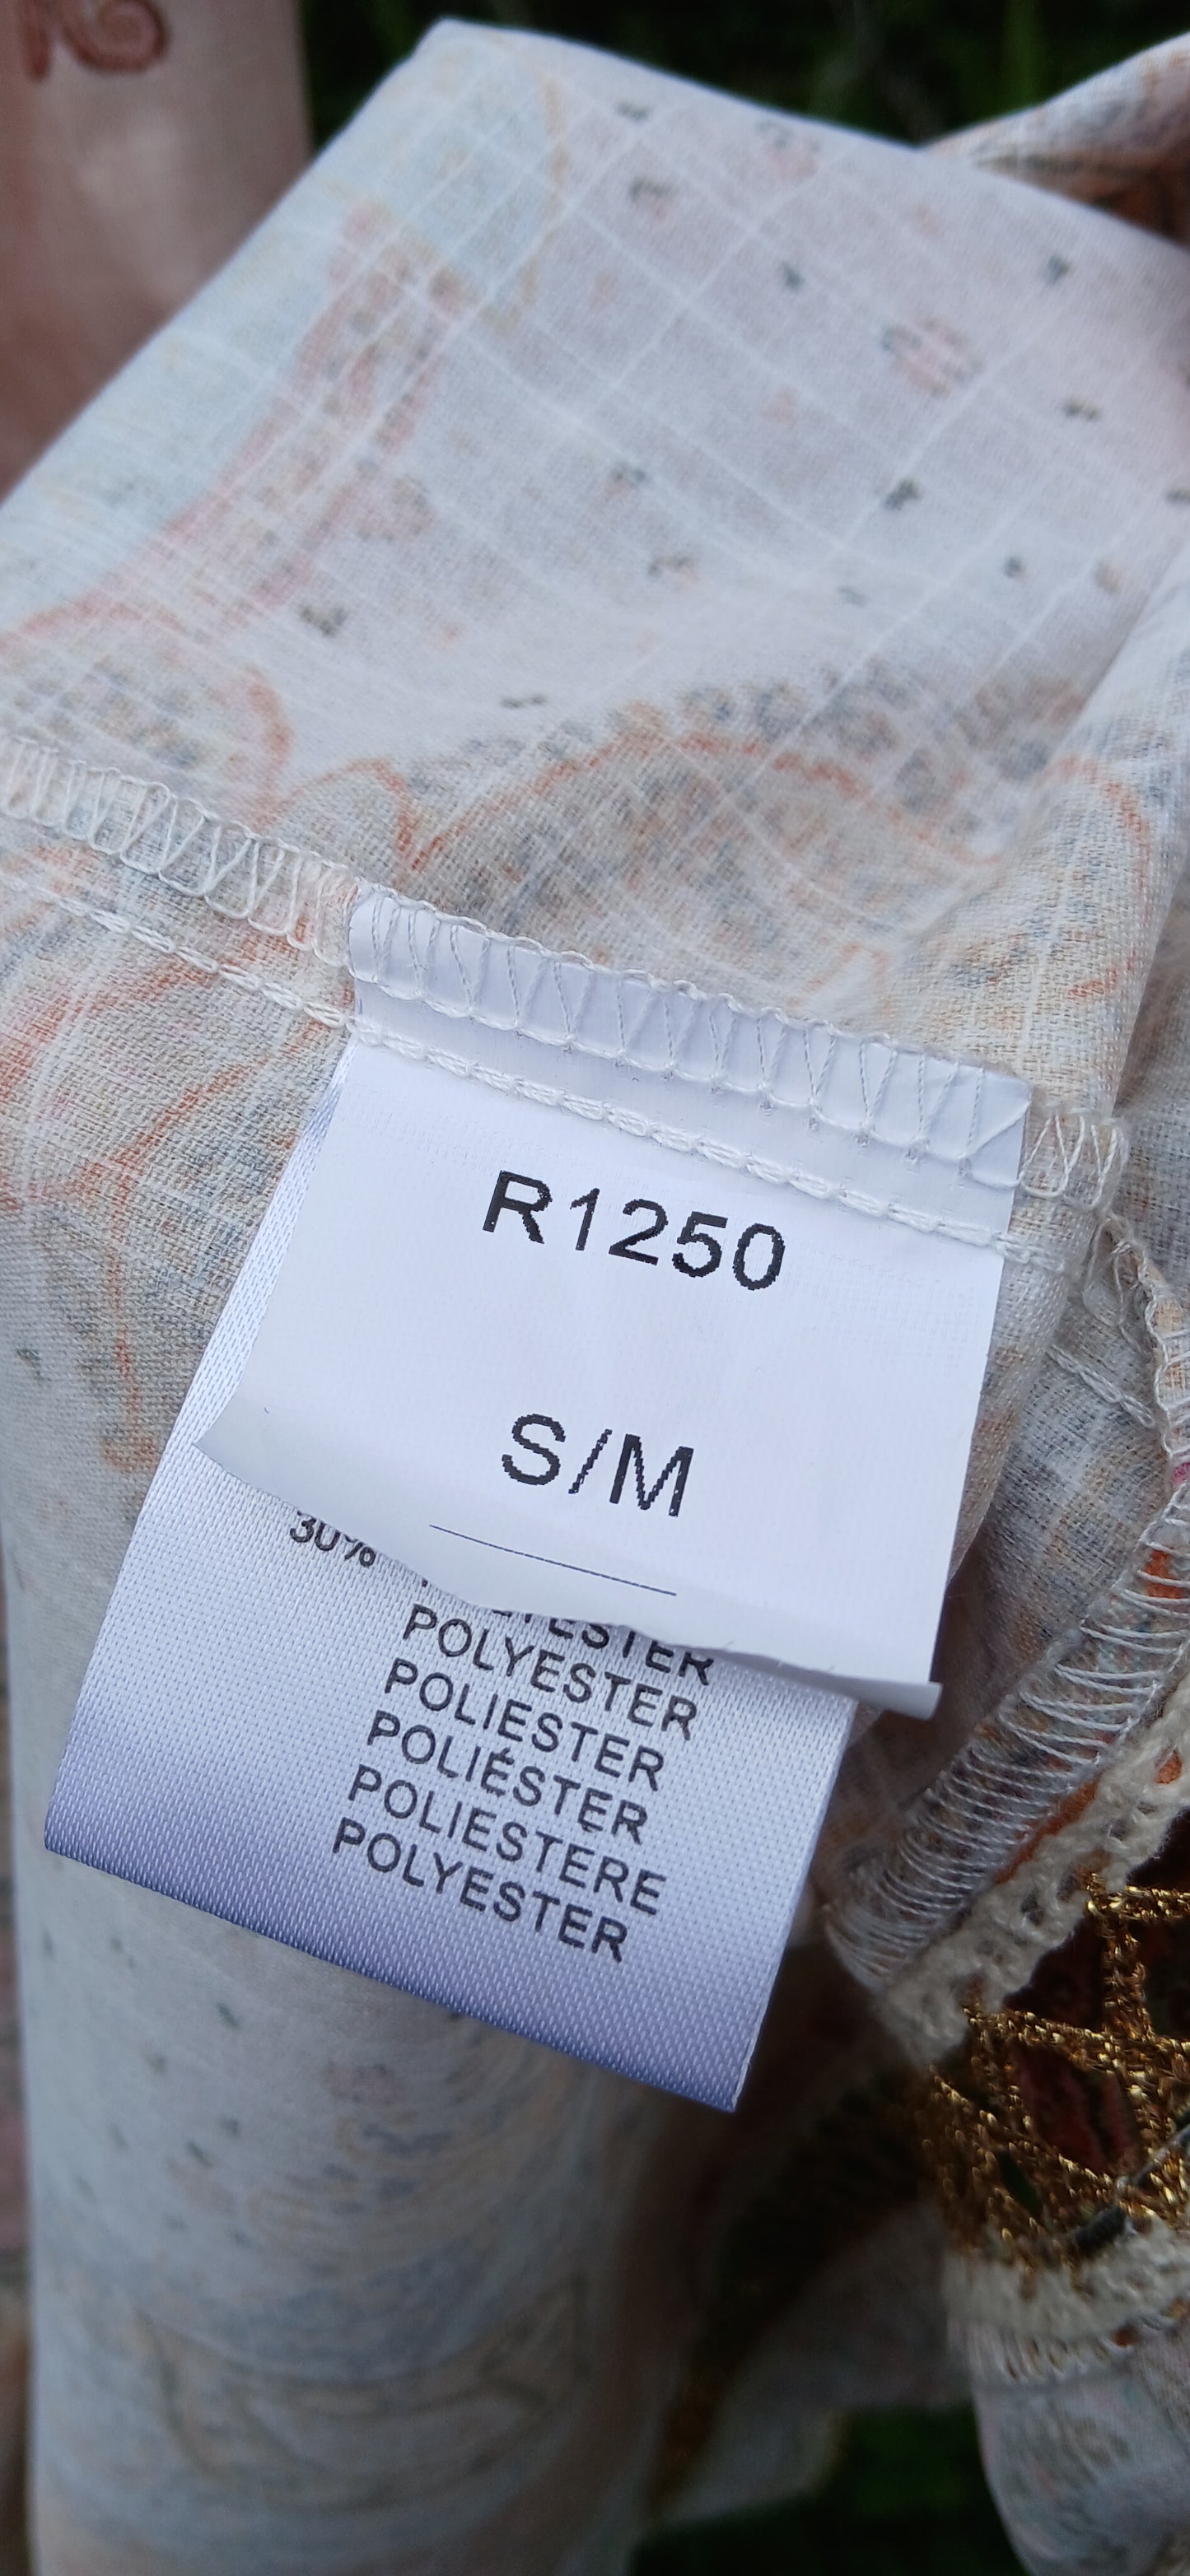 R1250
S/M
30%
POLYESTER
POLIESTER
POLIÉSTER
POLIESTERE
POLYESTER